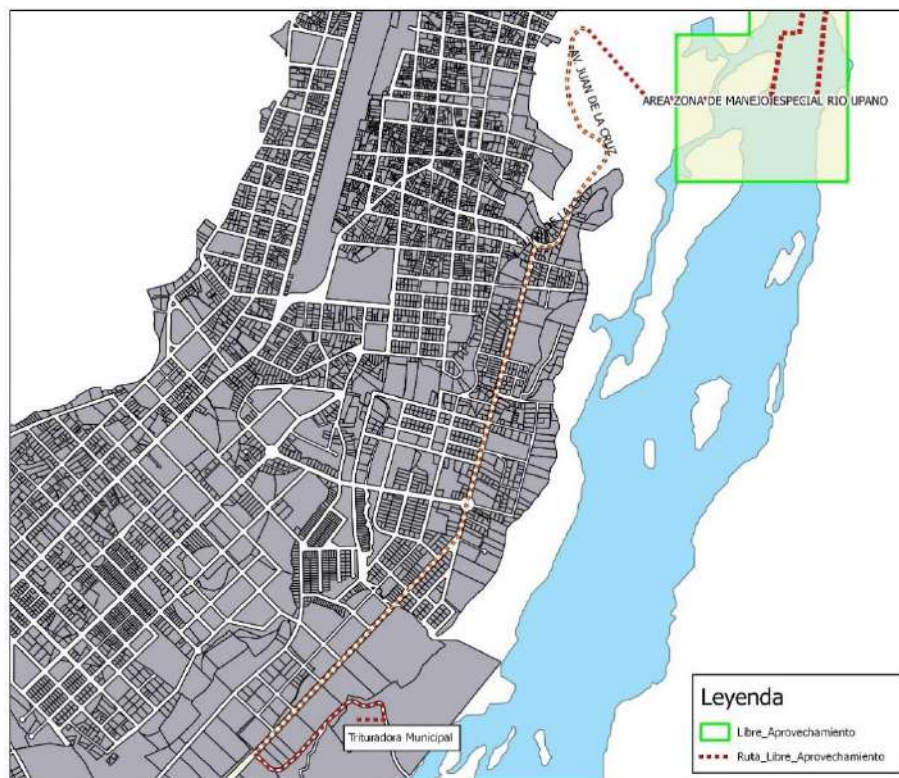 AV. JUAN DE LA CRUZ
AREA ZONA DE MANEJO ESPECIAL RIO UPANO
Trituradora Municipal
Leyenda
Libre_Aprovechamiento
Ruta_Libre_Aprovechamiento